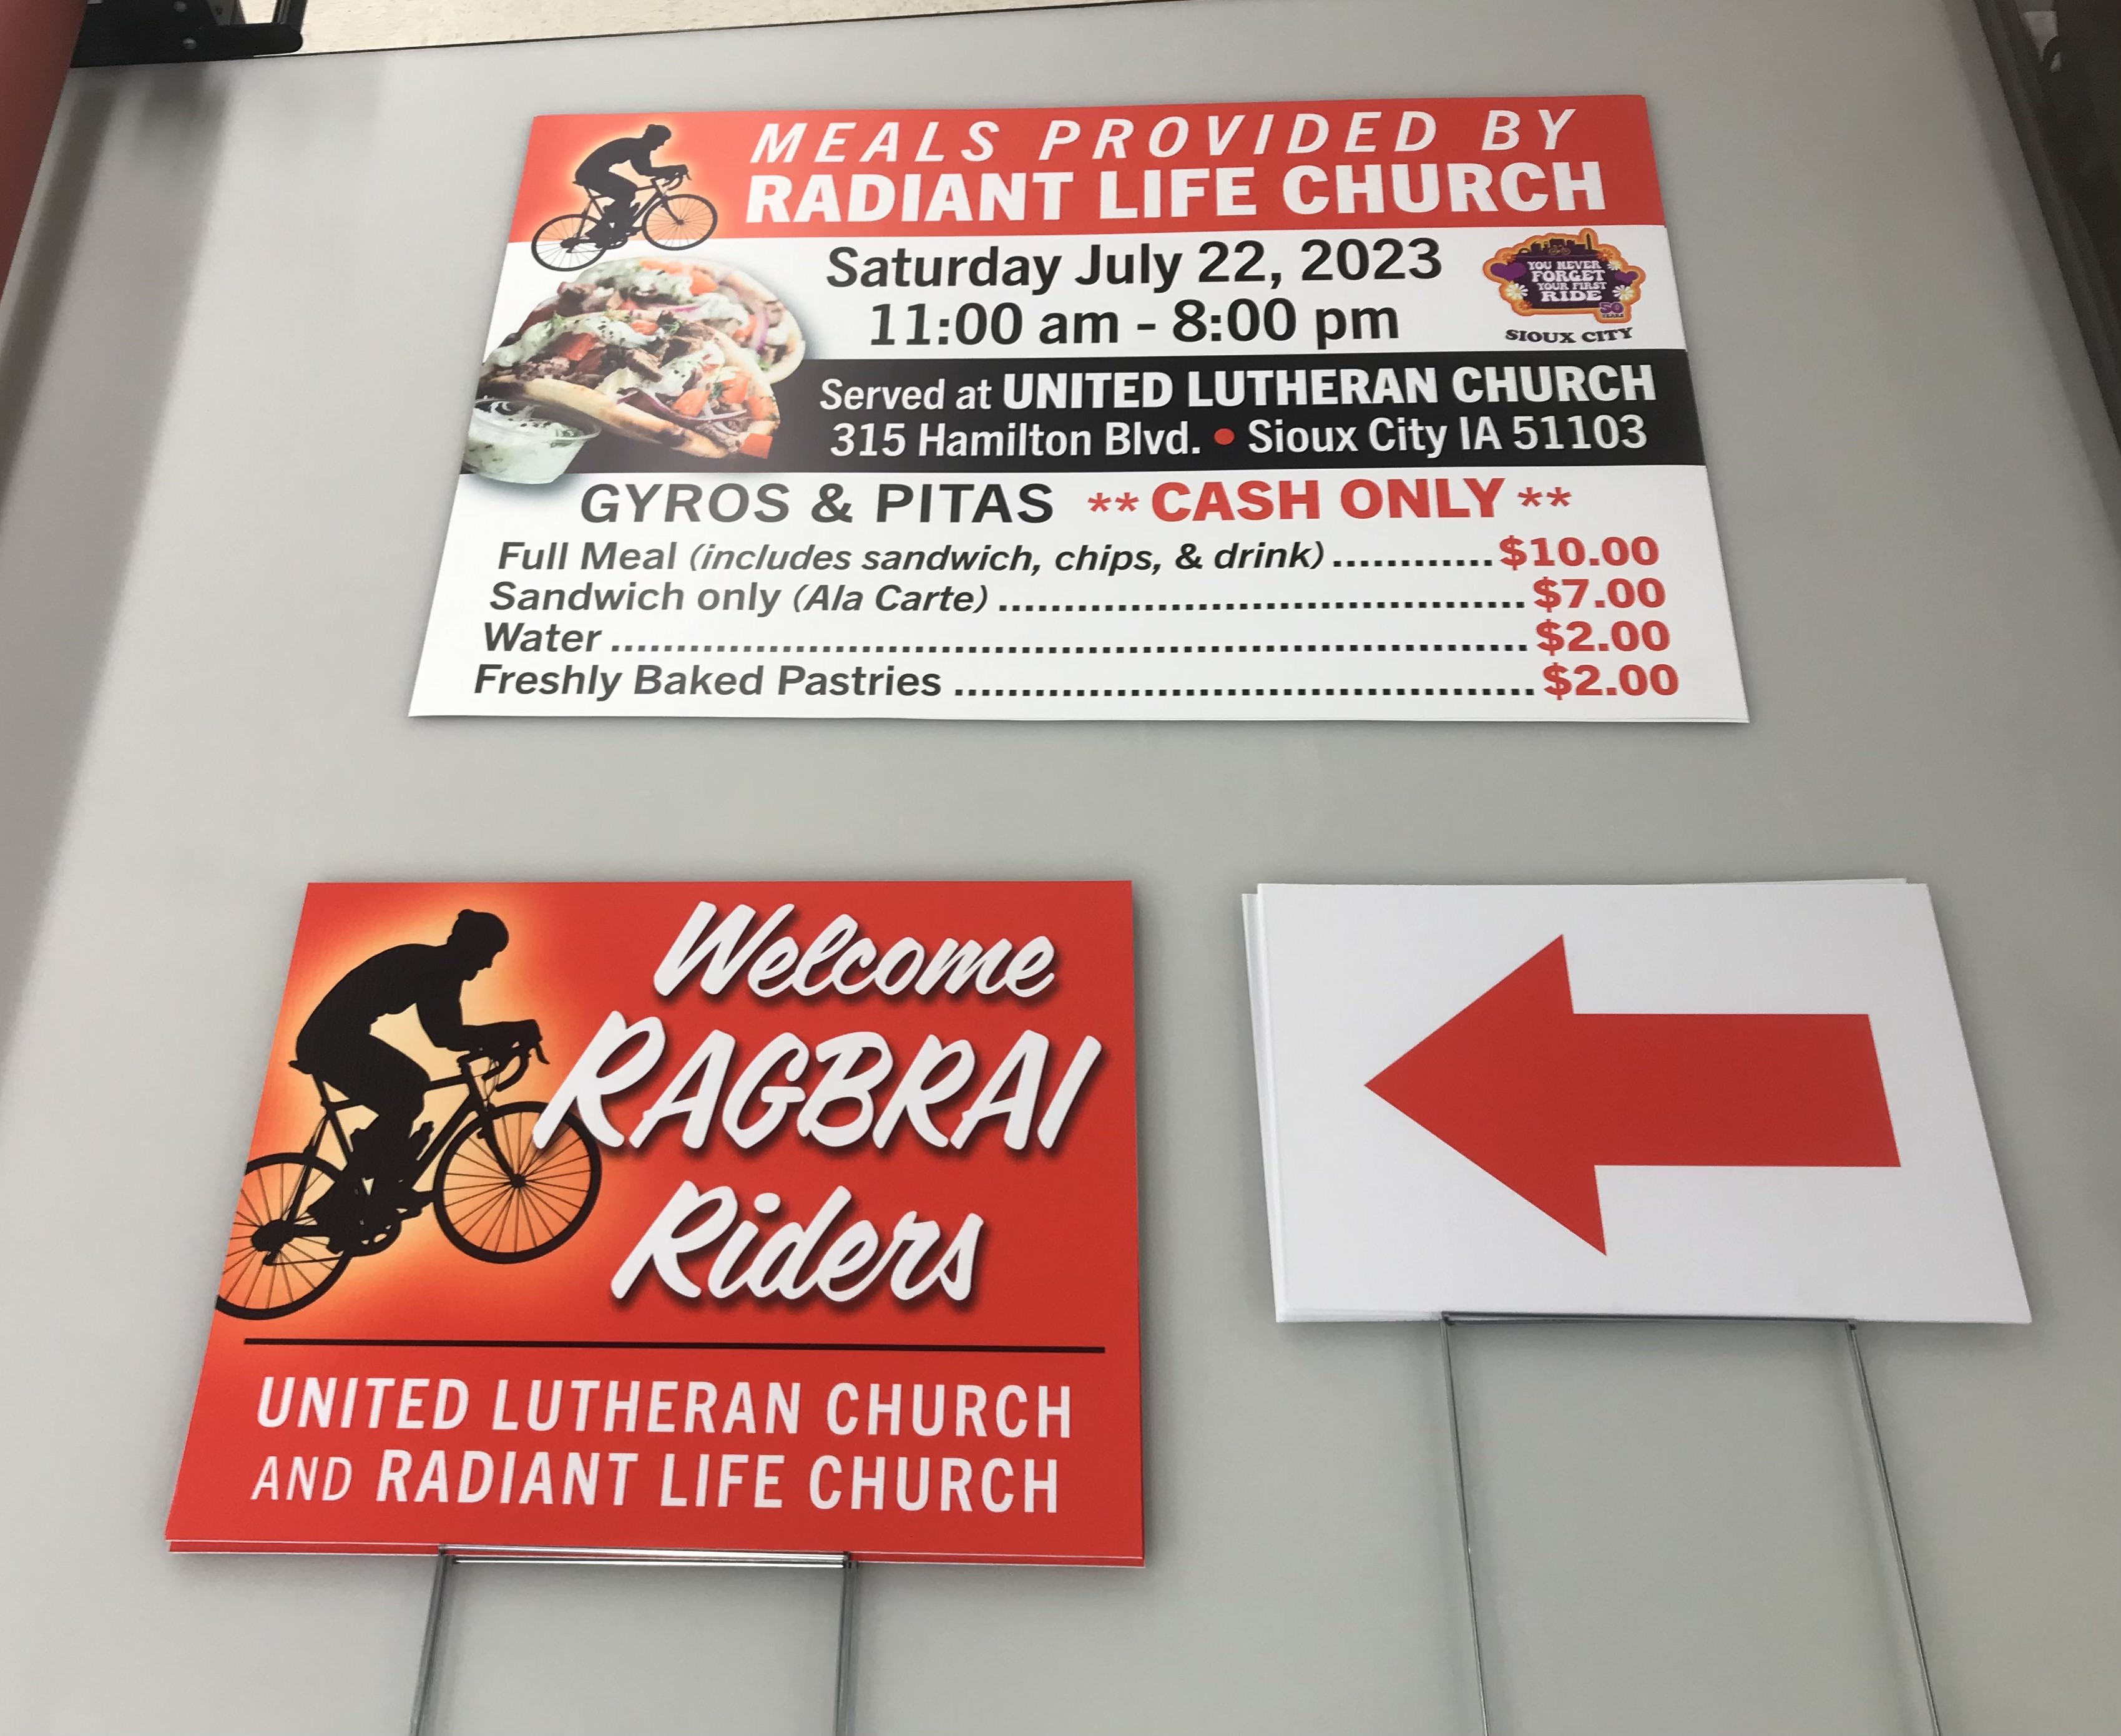 MEALS PROVIDED BY
RADIANT LIFE CHURCH
Saturday July 22, 2023
11:00 am - 8:00 pm
YOU NEVER
FORGET
YOUR FIRST
RIDE
50
YEARS
SIOUX CITY
Served at UNITED LUTHERAN CHURCH
315 Hamilton Blvd. • Sioux City IA 51103
GYROS & PITAS ** CASH ONLY **
Full Meal (includes sandwich, chips, & drink) ............ $10.00
Sandwich only (Ala Carte) ........................................ $7.00
Water ...................................................................... $2.00
Freshly Baked Pastries ............................................ $2.00
Welcome
RAGBRAI
Riders
UNITED LUTHERAN CHURCH
AND RADIANT LIFE CHURCH